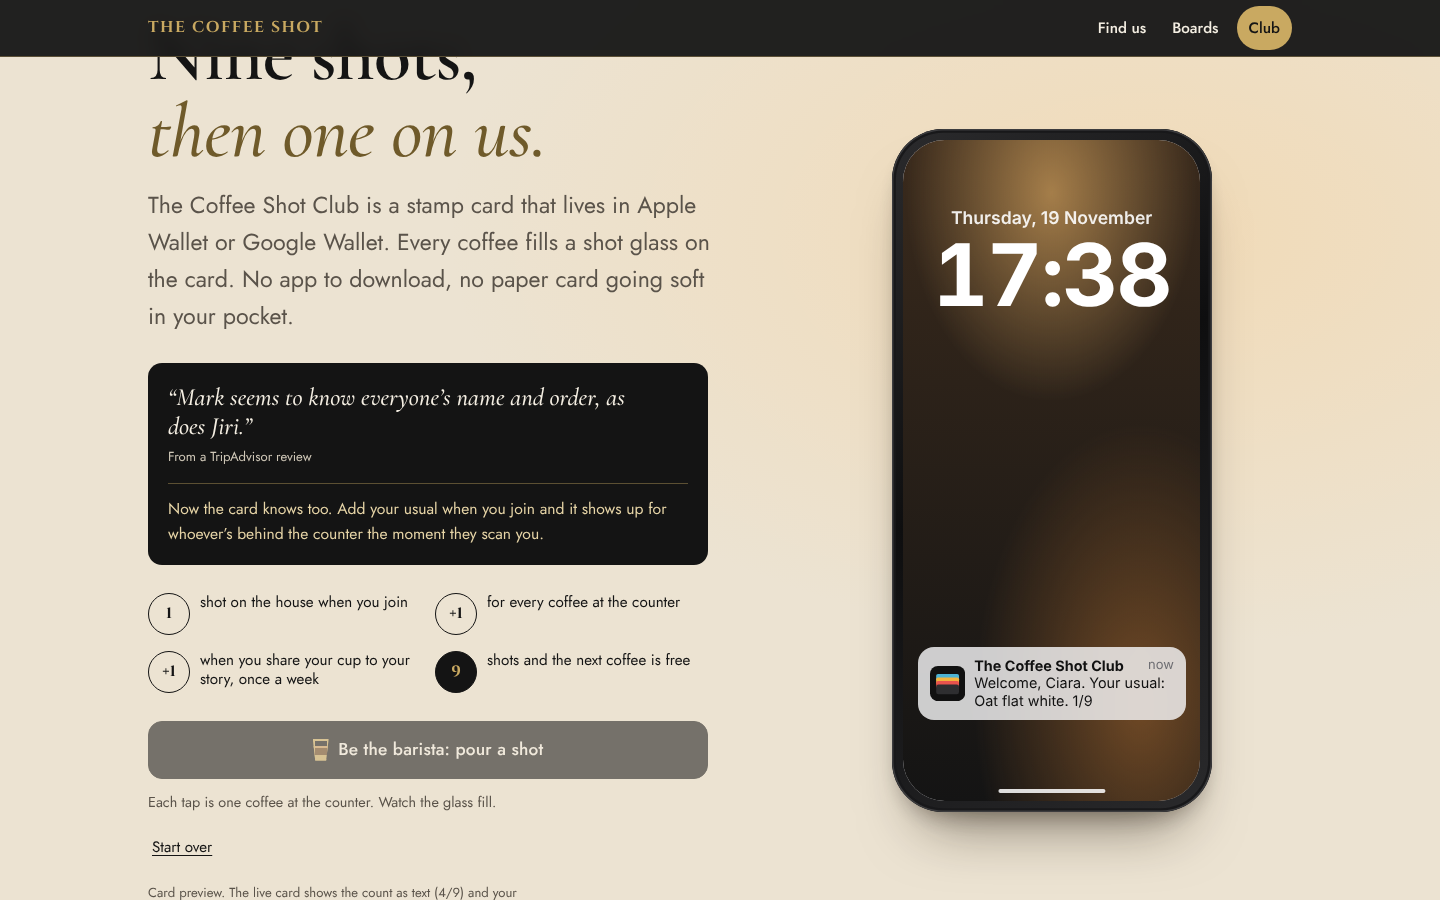 THE COFFEE SHOT
Find us
Boards
Club
Nine shots,
then one on us.
The Coffee Shot Club is a stamp card that lives in Apple
Wallet or Google Wallet. Every coffee fills a shot glass on
the card. No app to download, no paper card going soft
in your pocket.
“Mark seems to know everyone’s name and order, as
does Jiri.”
From a TripAdvisor review
Now the card knows too. Add your usual when you join and it shows up for
whoever’s behind the counter the moment they scan you.
1
shot on the house when you join
+1
for every coffee at the counter
+1
when you share your cup to your
story, once a week
9
shots and the next coffee is free
Be the barista: pour a shot
Each tap is one coffee at the counter. Watch the glass fill.
Start over
Card preview. The live card shows the count as text (4/9) and your
Thursday, 19 November
17:38
The Coffee Shot Club
now
Welcome, Ciara. Your usual:
Oat flat white. 1/9